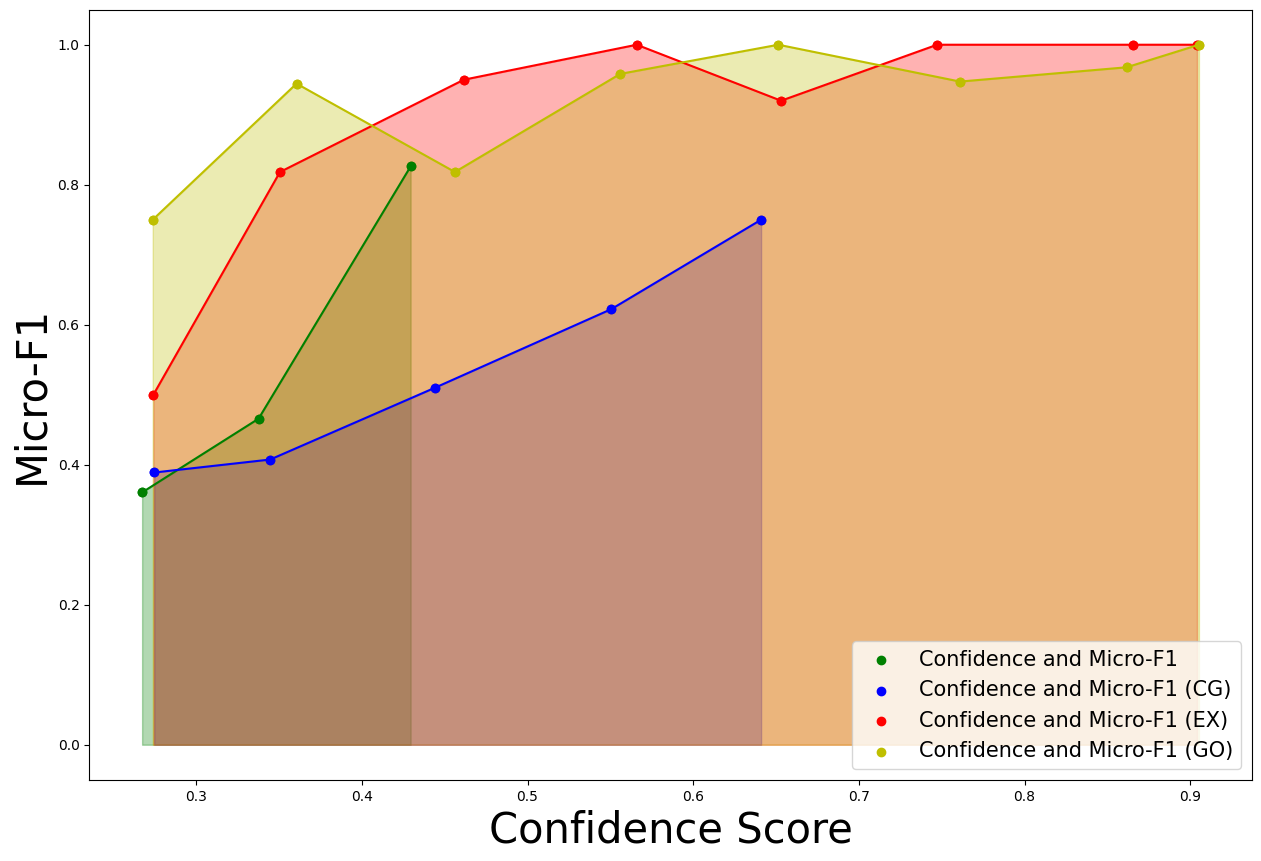 Micro-F1
1.0
0.8
0.6
0.4
0.2
0.0
0.3 0.4 0.5 0.6 0.7 0.8 0.9
Confidence Score
Confidence and Micro-F1
Confidence and Micro-F1 (CG)
Confidence and Micro-F1 (EX)
Confidence and Micro-F1 (GO)